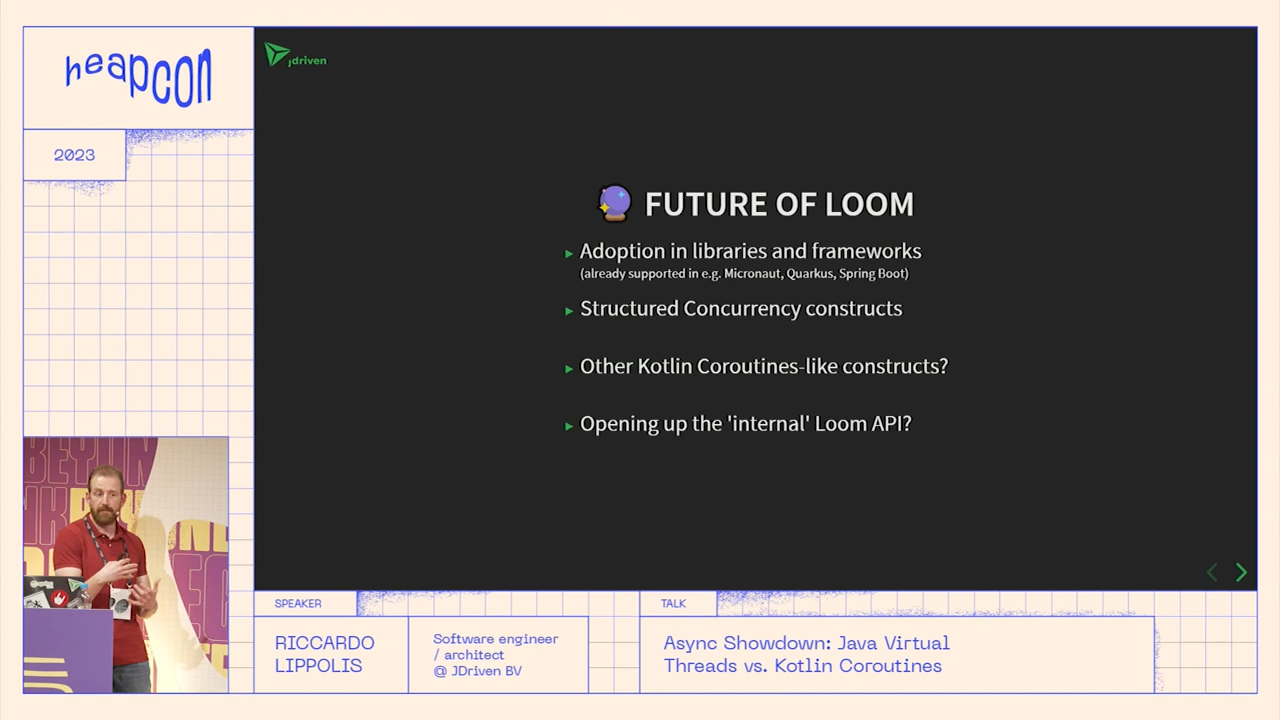 heapcon
2023
jdriven
FUTURE OF LOOM
Adoption in libraries and frameworks
(already supported in e.g. Micronaut, Quarkus, Spring Boot)
Structured Concurrency constructs
Other Kotlin Coroutines-like constructs?
Opening up the 'internal' Loom API?
BEYON
SPEAKER
RICCARDO
LIPPOLIS
Software engineer
/ architect
@ JDriven BV
TALK
Async Showdown: Java Virtual
Threads vs. Kotlin Coroutines